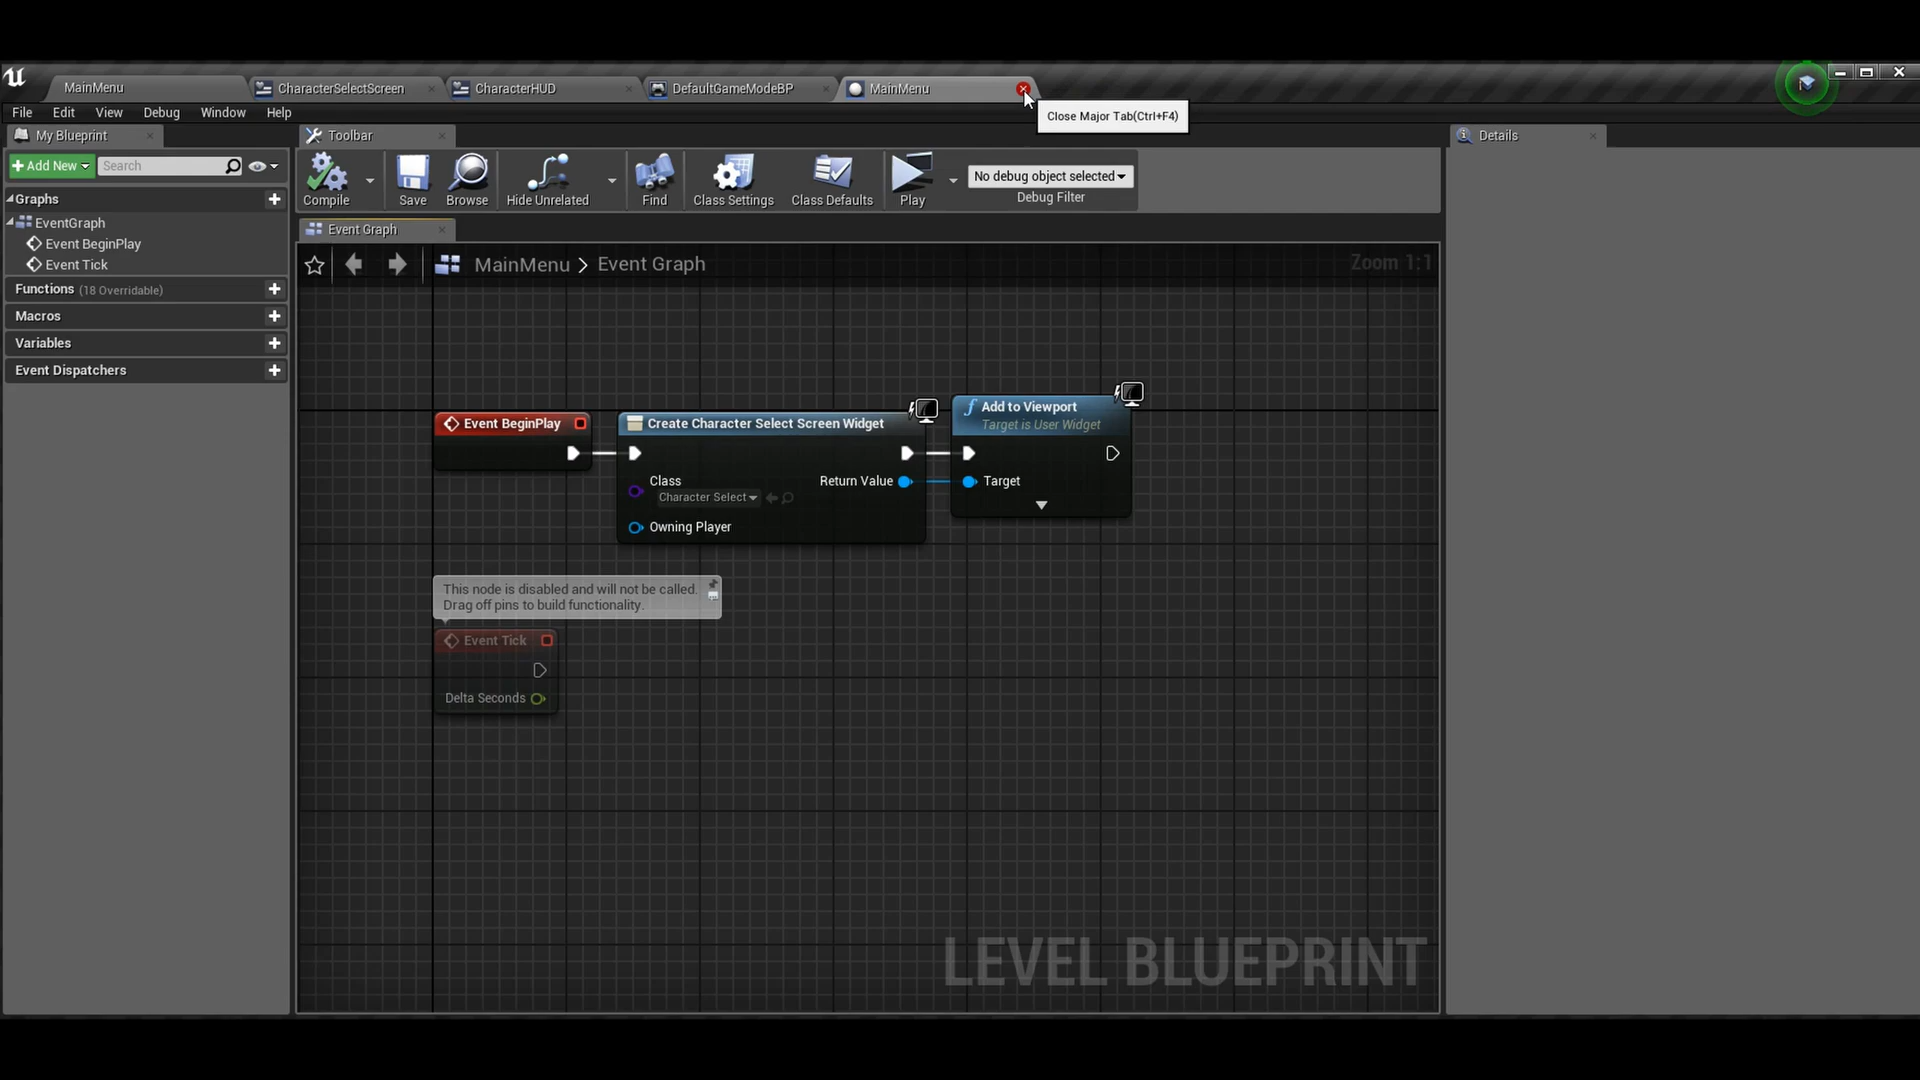 MainMenu
CharacterSelectScreen
CharacterHUD
DefaultGameModeBP
MainMenu
Close Major Tab(Ctrl+F4)
File Edit View Debug Window Help
My Blueprint
Toolbar
Details
Add New
Search
Compile
Save
Browse
Hide Unrelated
Find
Class Settings
Class Defaults
Play
No debug object selected
Debug Filter
Graphs
EventGraph
Event BeginPlay
Event Tick
Functions (18 Overridable)
Macros
Variables
Event Dispatchers
Event Graph
MainMenu > Event Graph
Zoom 1:1
Event BeginPlay
Create Character Select Screen Widget
Class
Character Select
Return Value
Owning Player
f Add to Viewport
Target is User Widget
Target
This node is disabled and will not be called.
Drag off pins to build functionality.
Event Tick
Delta Seconds
LEVEL BLUEPRINT